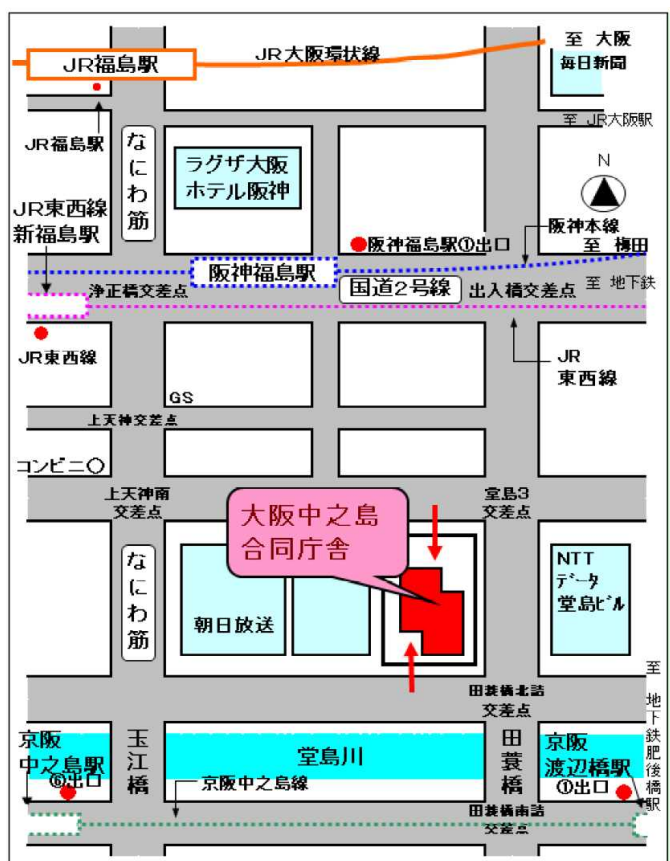 JR福島駅
JR大阪環状線
至 大阪
毎日新聞
至 JR大阪駅
JR福島駅
なにわ筋
ラグザ大阪
ホテル阪神
N
JR東西線
新福島駅
阪神福島駅①出口
阪神本線
至 梅田
阪神福島駅
浄正橋交差点
国道2号線
出入橋交差点
至 地下鉄
JR東西線
JR
東西線
GS
上天神交差点
コンビニ〇
上天神南
交差点
堂島3
交差点
大阪中之島
合同庁舎
なにわ筋
朝日放送
NTT
データ
堂島ビル
田蓑橋北詰
交差点
至 地下鉄肥後橋駅
京阪
中之島駅
⑥出口
玉江橋
堂島川
田蓑橋
京阪
渡辺橋駅
①出口
京阪中之島線
田蓑橋南詰
交差点